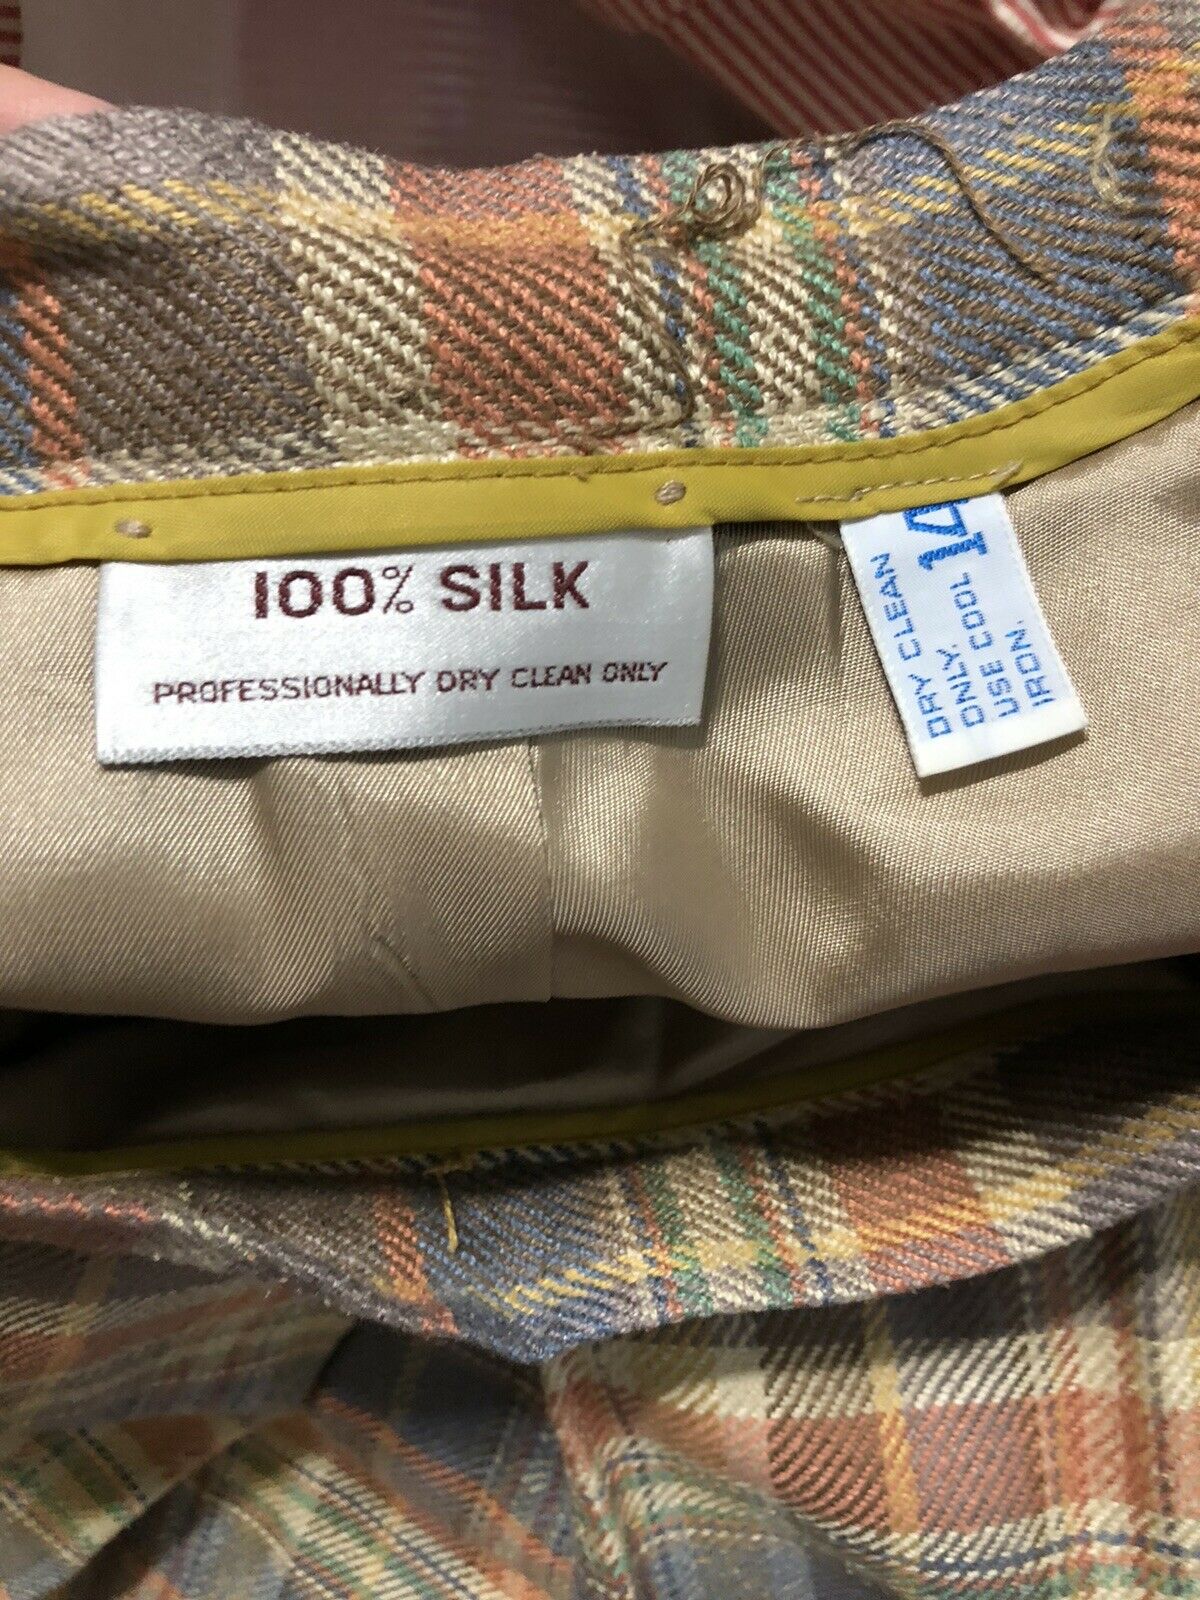 100% SILK
PROFESSIONALLY DRY CLEAN ONLY
14
DRY CLEAN
ONLY.
USE COOL
IRON.